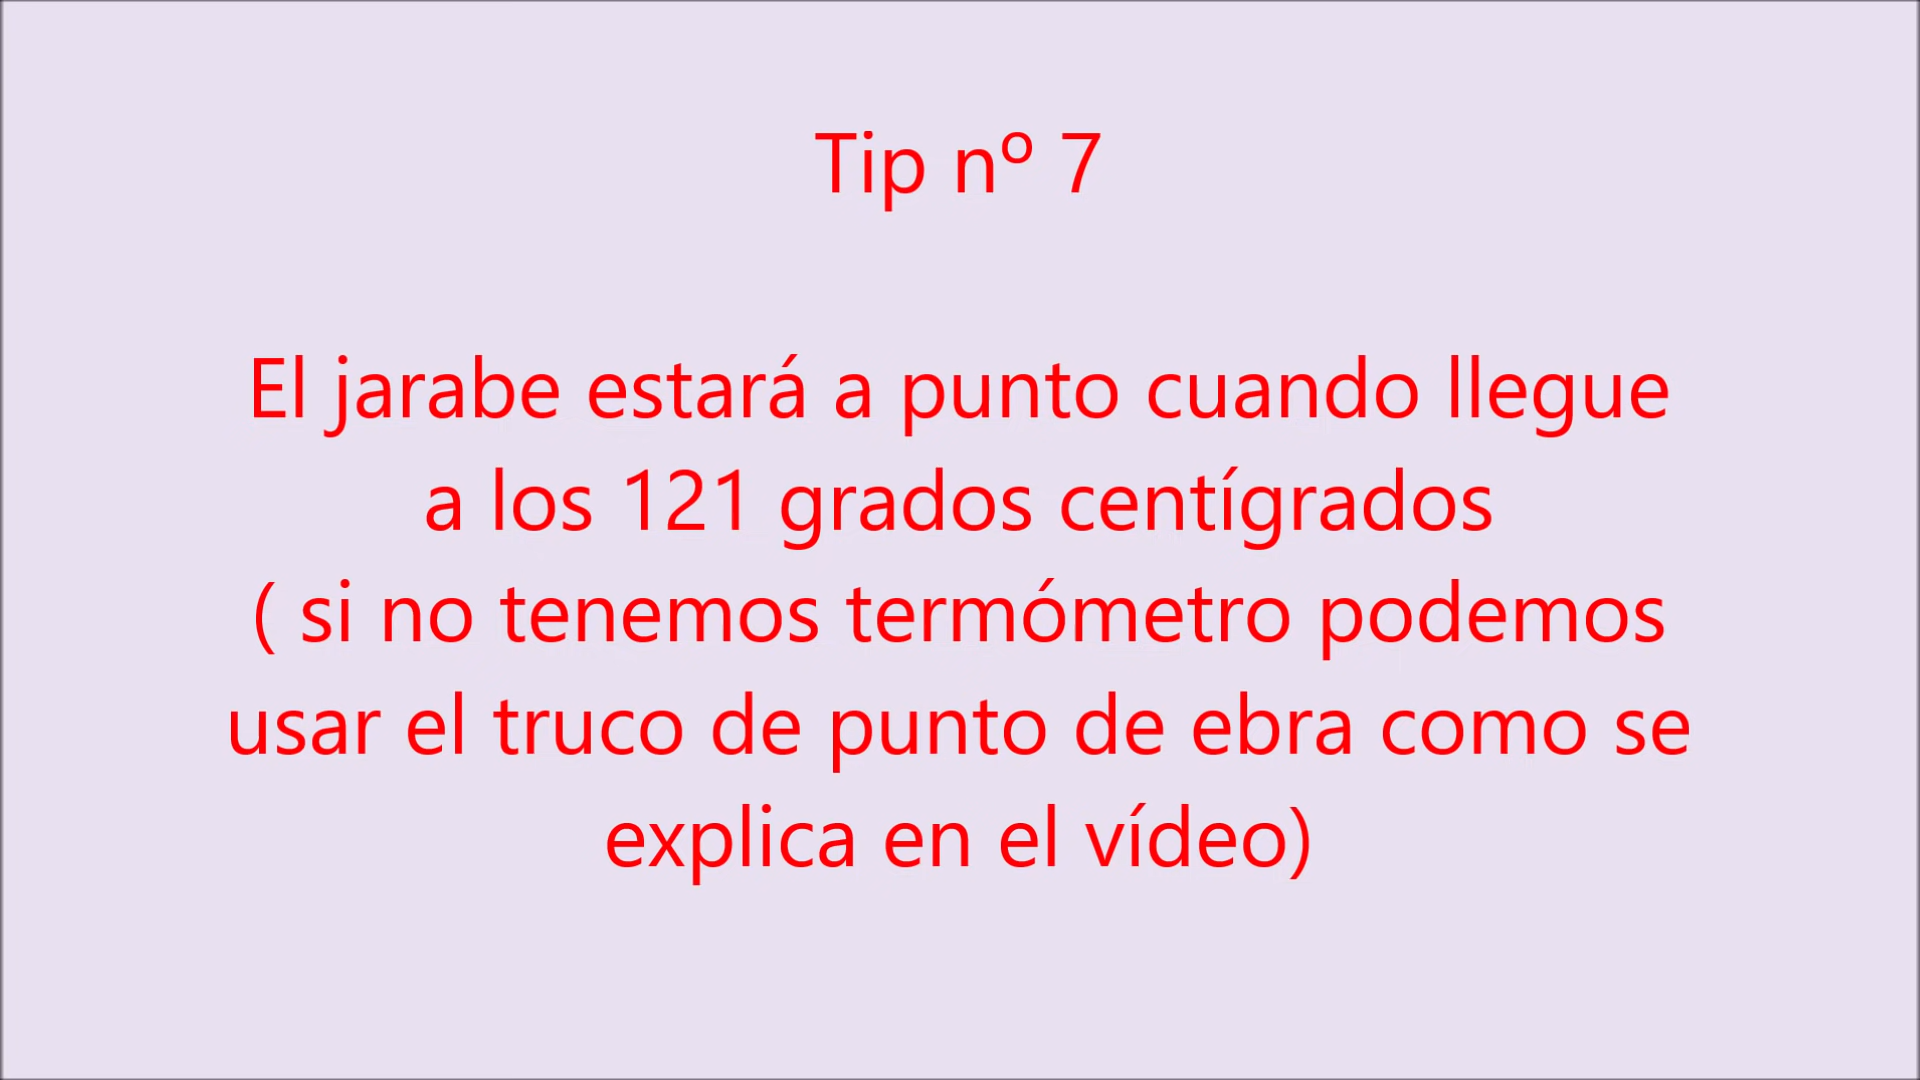 Tip nº 7
El jarabe estará a punto cuando llegue
a los 121 grados centígrados
( si no tenemos termómetro podemos
usar el truco de punto de ebra como se
explica en el vídeo)